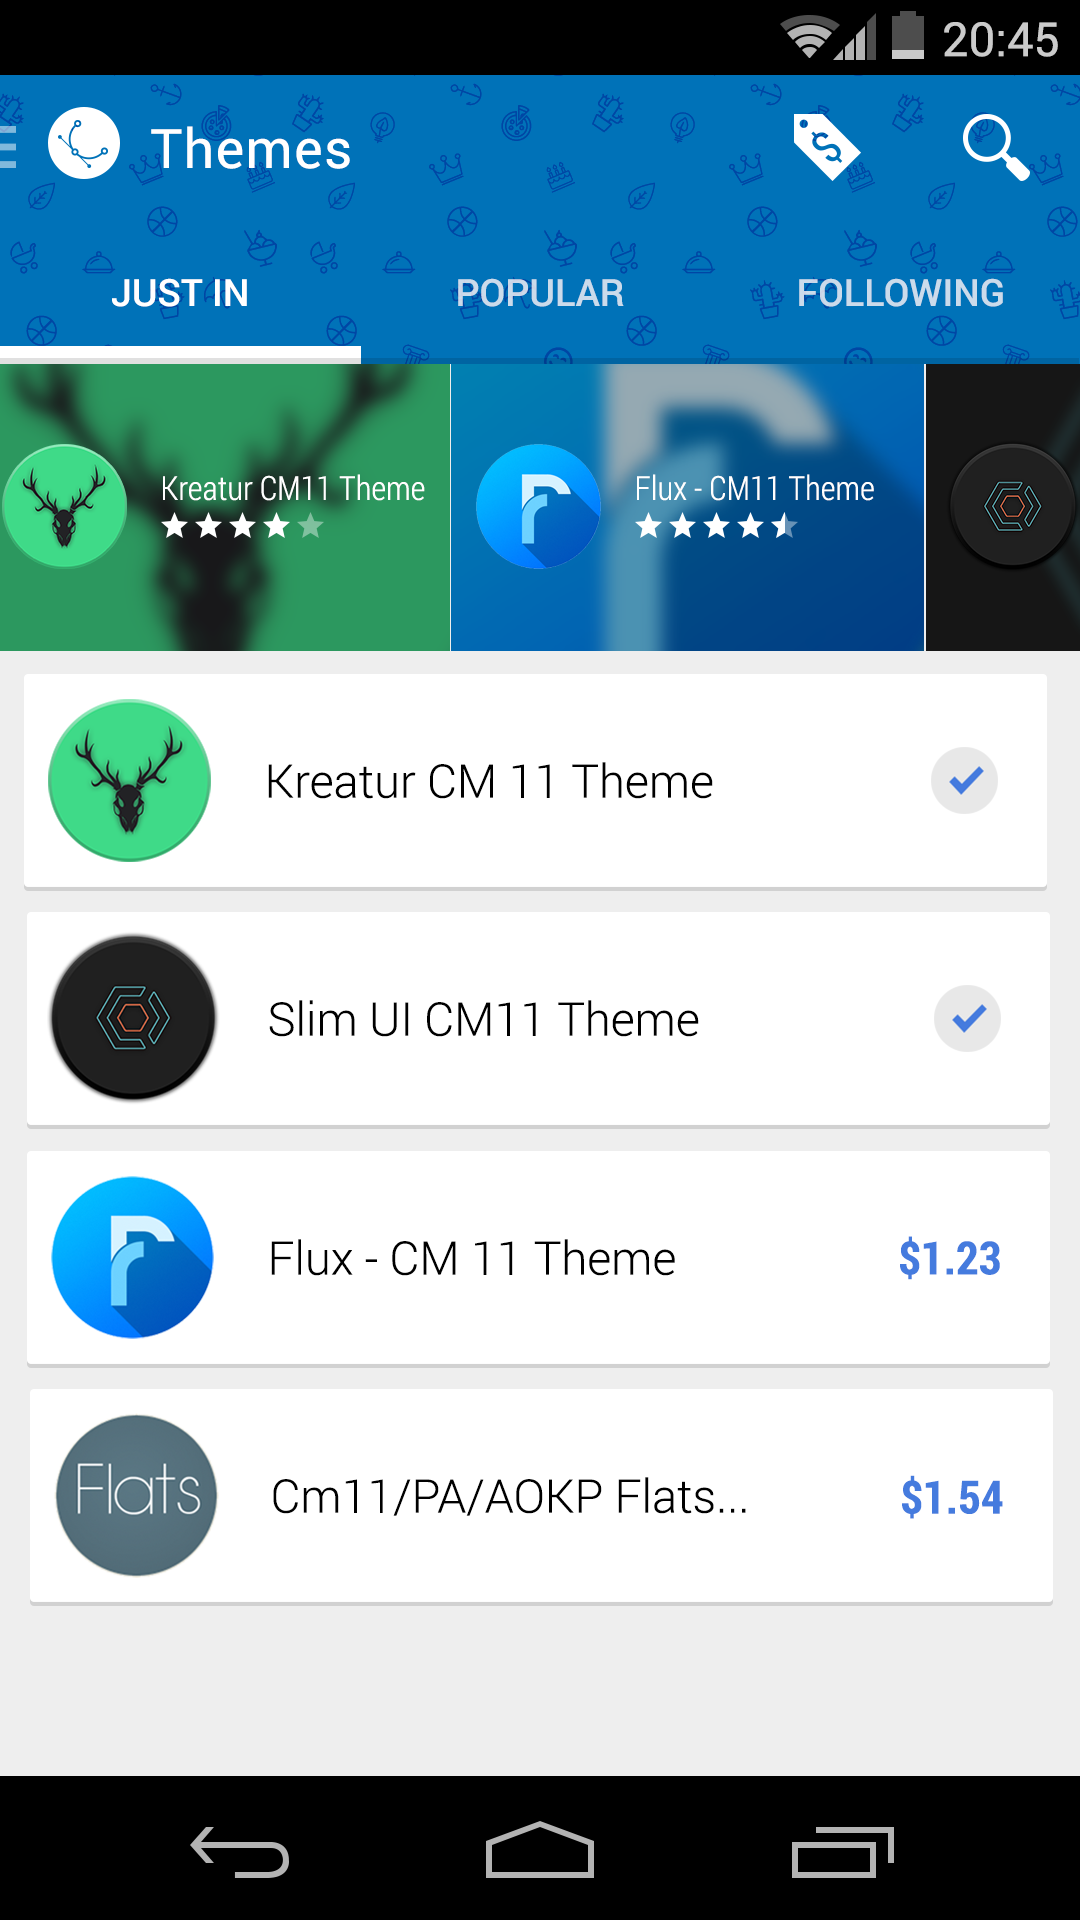 20:45
Themes
JUST IN
POPULAR
FOLLOWING
Kreatur CM11 Theme
Flux - CM11 Theme
Kreatur CM 11 Theme
Slim UI CM11 Theme
Flux - CM 11 Theme
$1.23
Flats
Cm11/PA/AOKP Flats...
$1.54